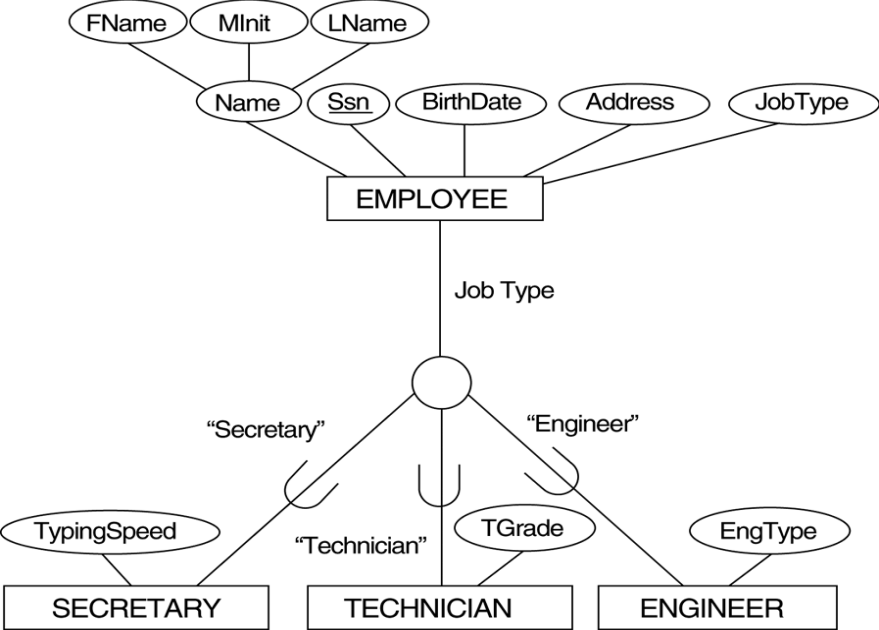 FName
MInit
LName
Name
Ssn
BirthDate
Address
JobType
EMPLOYEE
Job Type
“Secretary”
“Engineer”
“Technician”
TypingSpeed
TGrade
EngType
SECRETARY
TECHNICIAN
ENGINEER